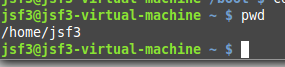 jsf3@jsf3-virtual-machine ~ $ pwd
/home/jsf3
jsf3@jsf3-virtual-machine ~ $